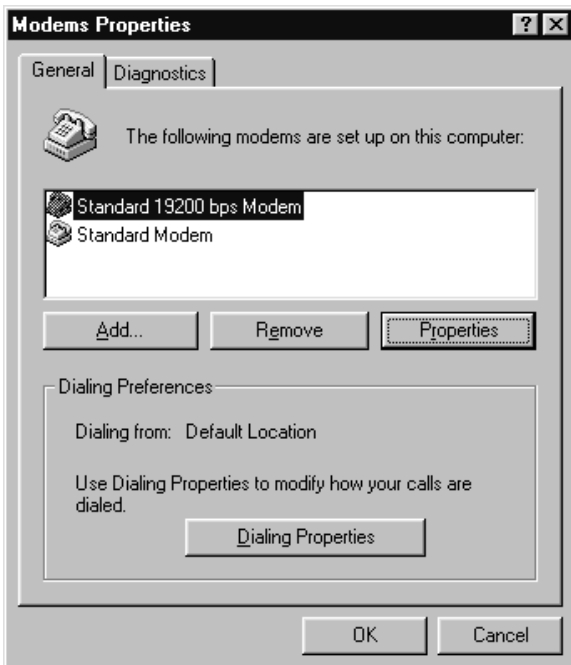 Modems Properties
General
Diagnostics
The following modems are set up on this computer:
Standard 19200 bps Modem
Standard Modem
Add...
Remove
Properties
Dialing Preferences
Dialing from: Default Location
Use Dialing Properties to modify how your calls are
dialed.
Dialing Properties
OK
Cancel